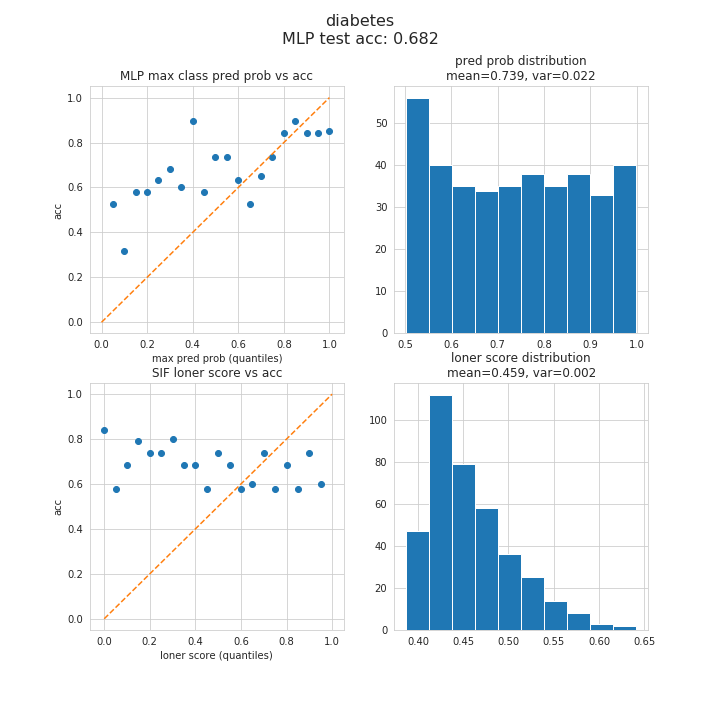 diabetes
MLP test acc: 0.682
MLP max class pred prob vs acc
1.0
0.8
0.6
0.4
0.2
0.0
acc
0.0 0.2 0.4 0.6 0.8 1.0
max pred prob (quantiles)
pred prob distribution
mean=0.739, var=0.022
50
40
30
20
10
0
0.5 0.6 0.7 0.8 0.9 1.0
SIF loner score vs acc
1.0
0.8
0.6
0.4
0.2
0.0
acc
0.0 0.2 0.4 0.6 0.8 1.0
loner score (quantiles)
loner score distribution
mean=0.459, var=0.002
100
80
60
40
20
0
0.40 0.45 0.50 0.55 0.60 0.65